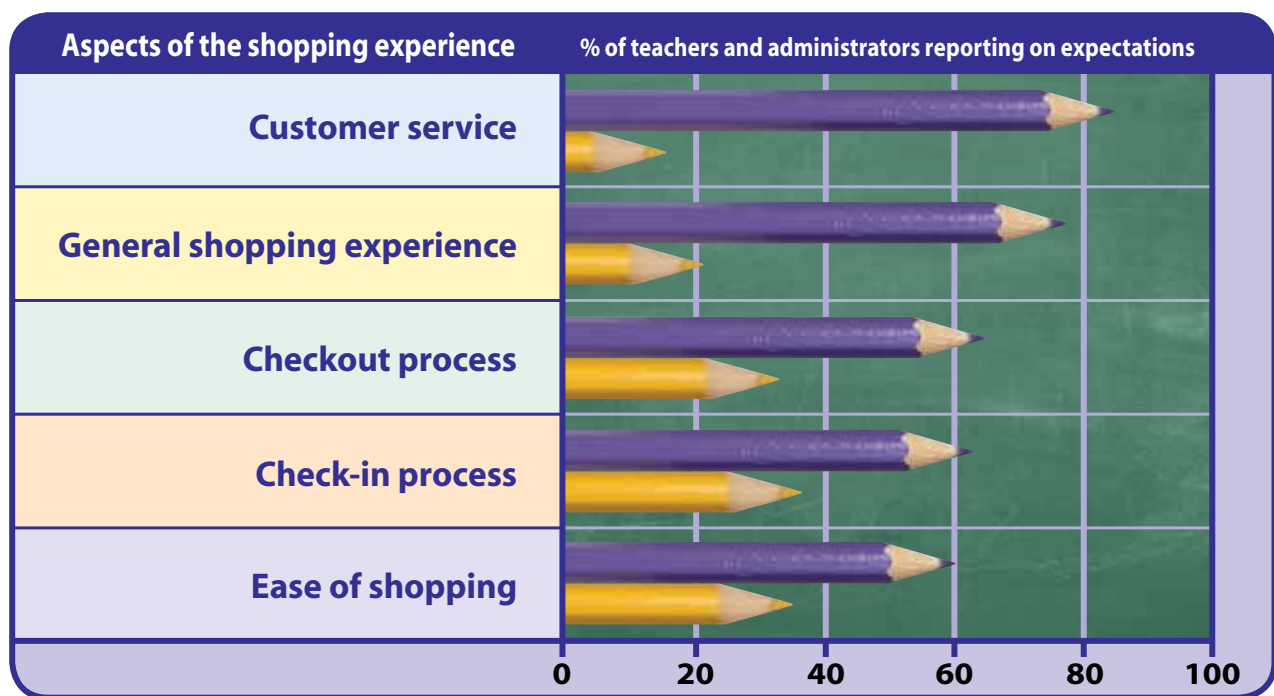 Aspects of the shopping experience
% of teachers and administrators reporting on expectations
Customer service
General shopping experience
Checkout process
Check-in process
Ease of shopping
0 20 40 60 80 100